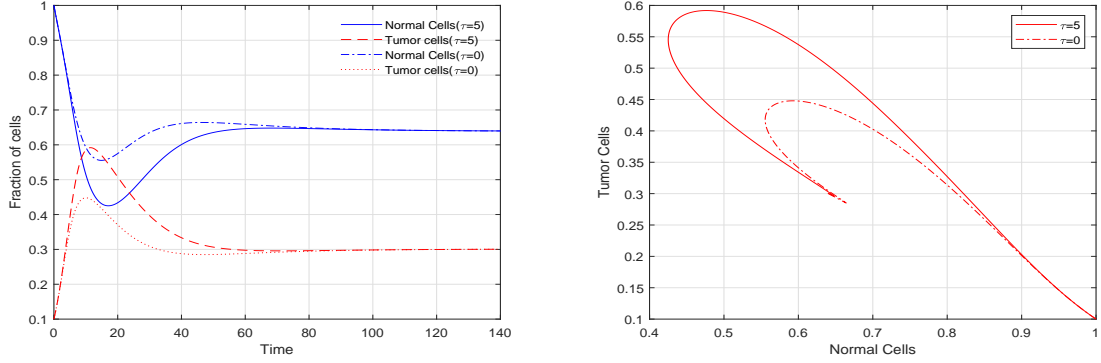 Normal Cells(τ=5)
Tumor cells(τ=5)
Normal Cells(τ=0)
Tumor cells(τ=0)
1
0.9
0.8
0.7
0.6
0.5
0.4
0.3
0.2
0.1
Fraction of cells
0 20 40 60 80 100 120 140
Time
τ=5
τ=0
0.6
0.55
0.5
0.45
0.4
0.35
0.3
0.25
0.2
0.15
0.1
Tumor Cells
0.4 0.5 0.6 0.7 0.8 0.9 1
Normal Cells